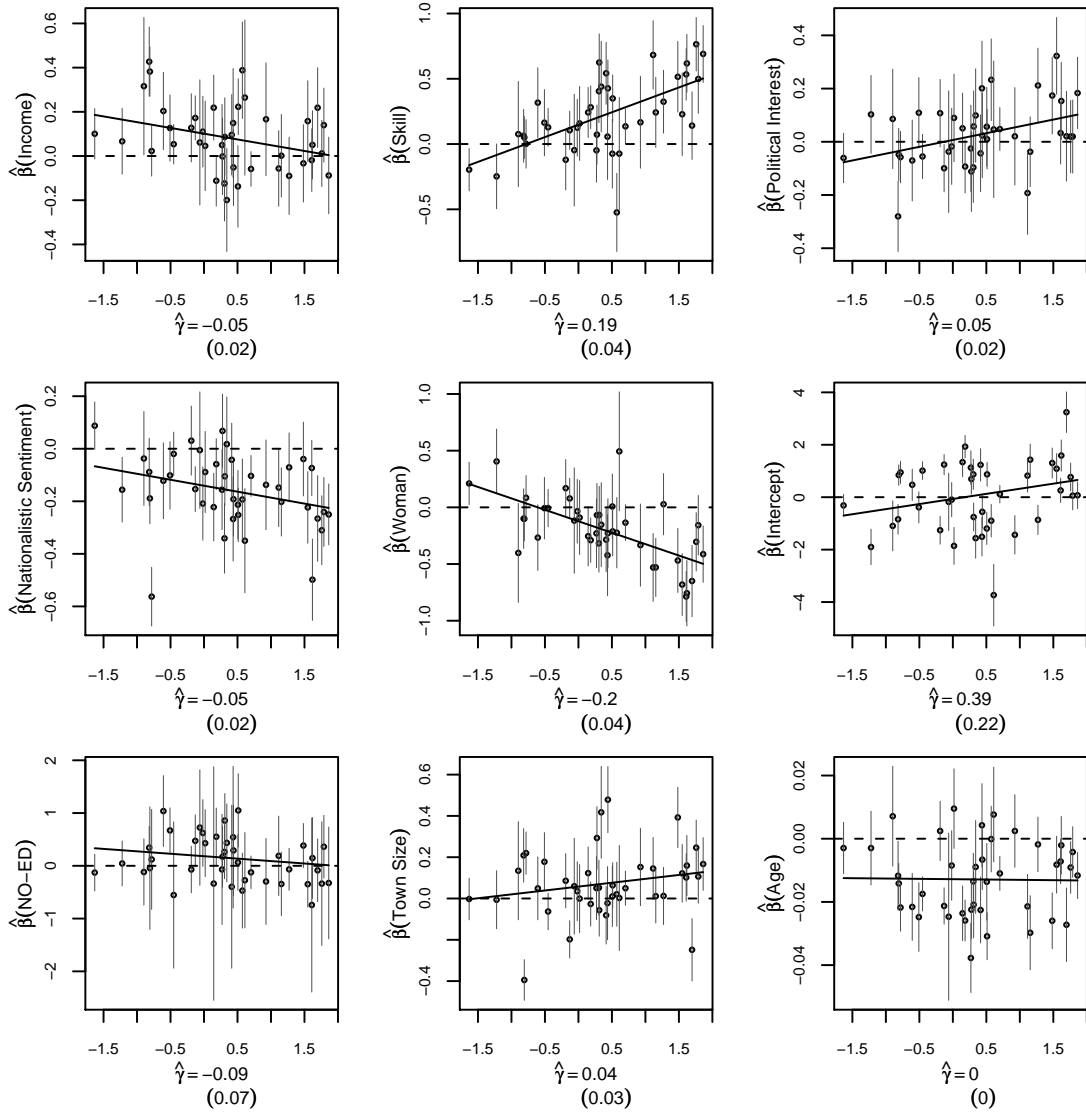 β̂(Income)
0.6
0.4
0.2
0.0
−0.2
−0.4
−1.5 −0.5 0.5 1.5
γ̂ = −0.05
(0.02)
β̂(Skill)
1.0
0.5
0.0
−0.5
−1.5 −0.5 0.5 1.5
γ̂ = 0.19
(0.04)
β̂(Political Interest)
0.4
0.2
0.0
−0.2
−0.4
−1.5 −0.5 0.5 1.5
γ̂ = 0.05
(0.02)
β̂(Nationalistic Sentiment)
0.2
0.0
−0.2
−0.4
−0.6
−1.5 −0.5 0.5 1.5
γ̂ = −0.05
(0.02)
β̂(Woman)
1.0
0.5
0.0
−0.5
−1.0
−1.5 −0.5 0.5 1.5
γ̂ = −0.2
(0.04)
β̂(Intercept)
4
2
0
−2
−4
−1.5 −0.5 0.5 1.5
γ̂ = 0.39
(0.22)
β̂(NO−ED)
2
1
0
−1
−2
−1.5 −0.5 0.5 1.5
γ̂ = −0.09
(0.07)
β̂(Town Size)
0.6
0.4
0.2
0.0
−0.4
−1.5 −0.5 0.5 1.5
γ̂ = 0.04
(0.03)
β̂(Age)
0.02
0.00
−0.02
−0.04
−1.5 −0.5 0.5 1.5
γ̂ = 0
(0)